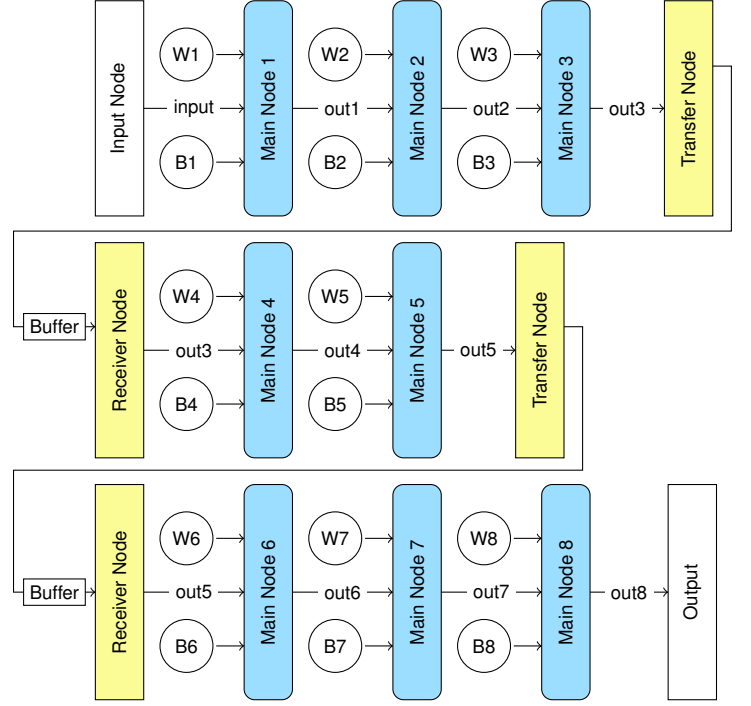 Input Node
W1
input
B1
Main Node 1
W2
out1
B2
Main Node 2
W3
out2
B3
Main Node 3
out3
Transfer Node
Buffer
Receiver Node
W4
out3
B4
Main Node 4
W5
out4
B5
Main Node 5
out5
Transfer Node
Buffer
Receiver Node
W6
out5
B6
Main Node 6
W7
out6
B7
Main Node 7
W8
out7
B8
Main Node 8
out8
Output